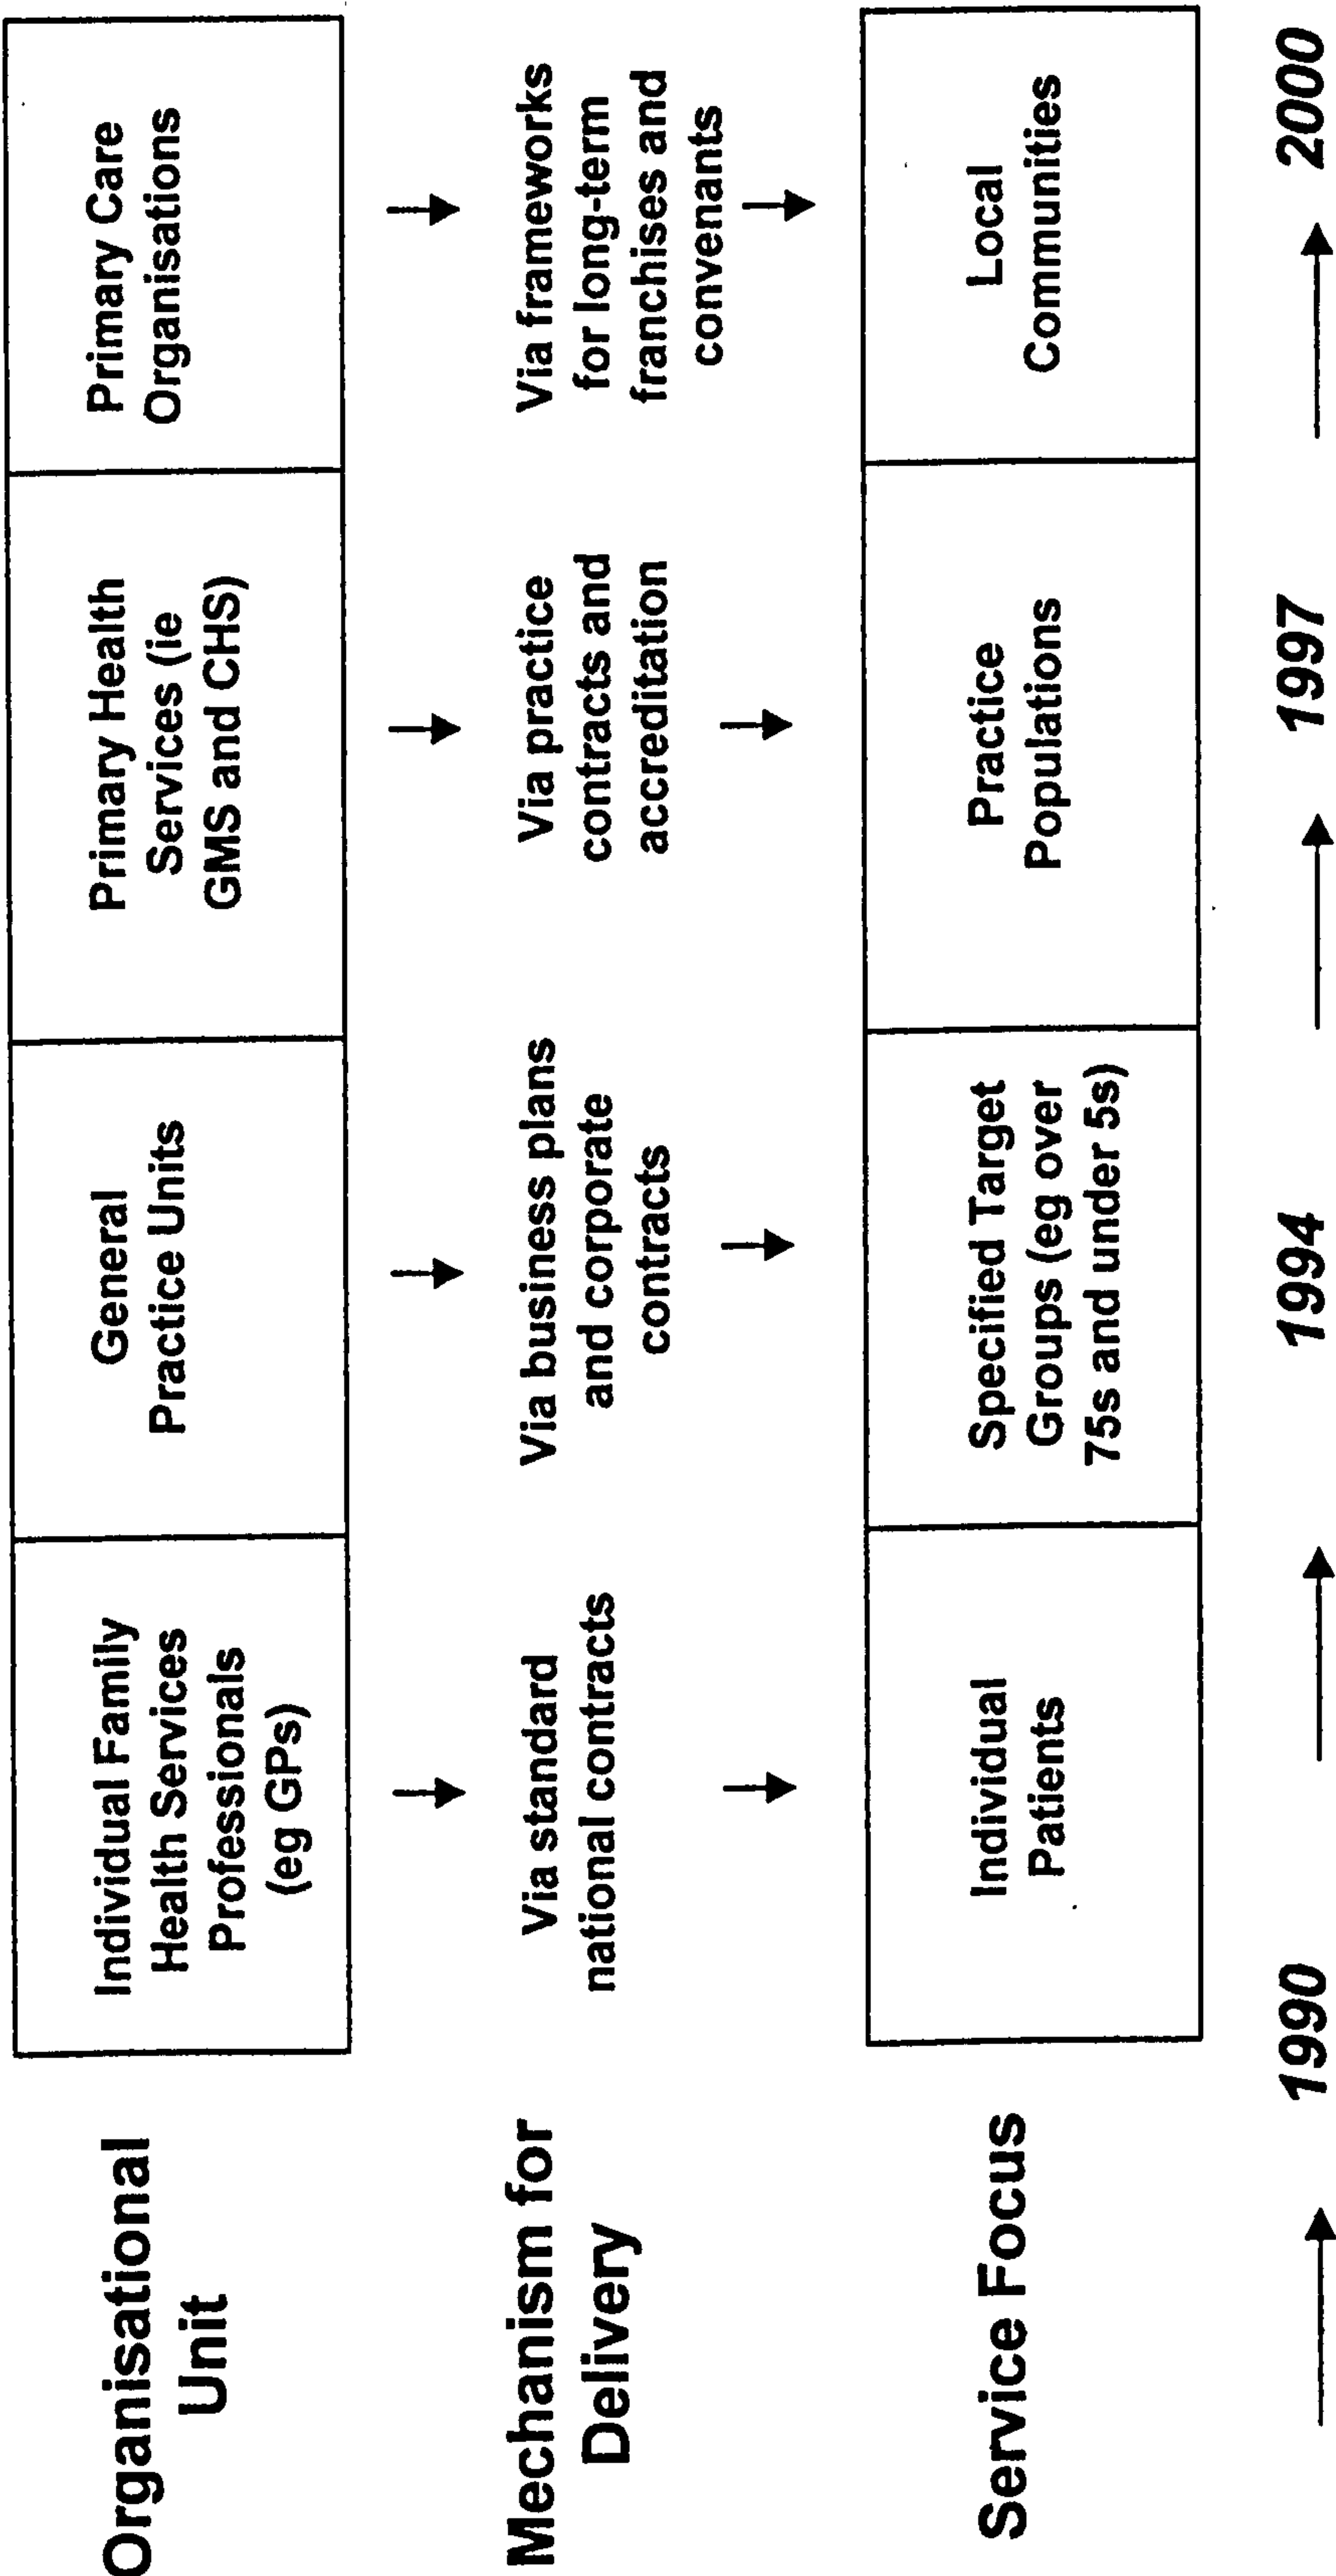 Organisational
Unit
Individual Family
Health Services
Professionals
(eg GPs)
General
Practice Units
Primary Health
Services (ie
GMS and CHS)
Primary Care
Organisations
Mechanism for
Delivery
Via standard
national contracts
Via business plans
and corporate
contracts
Via practice
contracts and
accreditation
Via frameworks
for long-term
franchises and
convenants
Service Focus
Individual
Patients
Specified Target
Groups (eg over
75s and under 5s)
Practice
Populations
Local
Communities
1990
1994
1997
2000